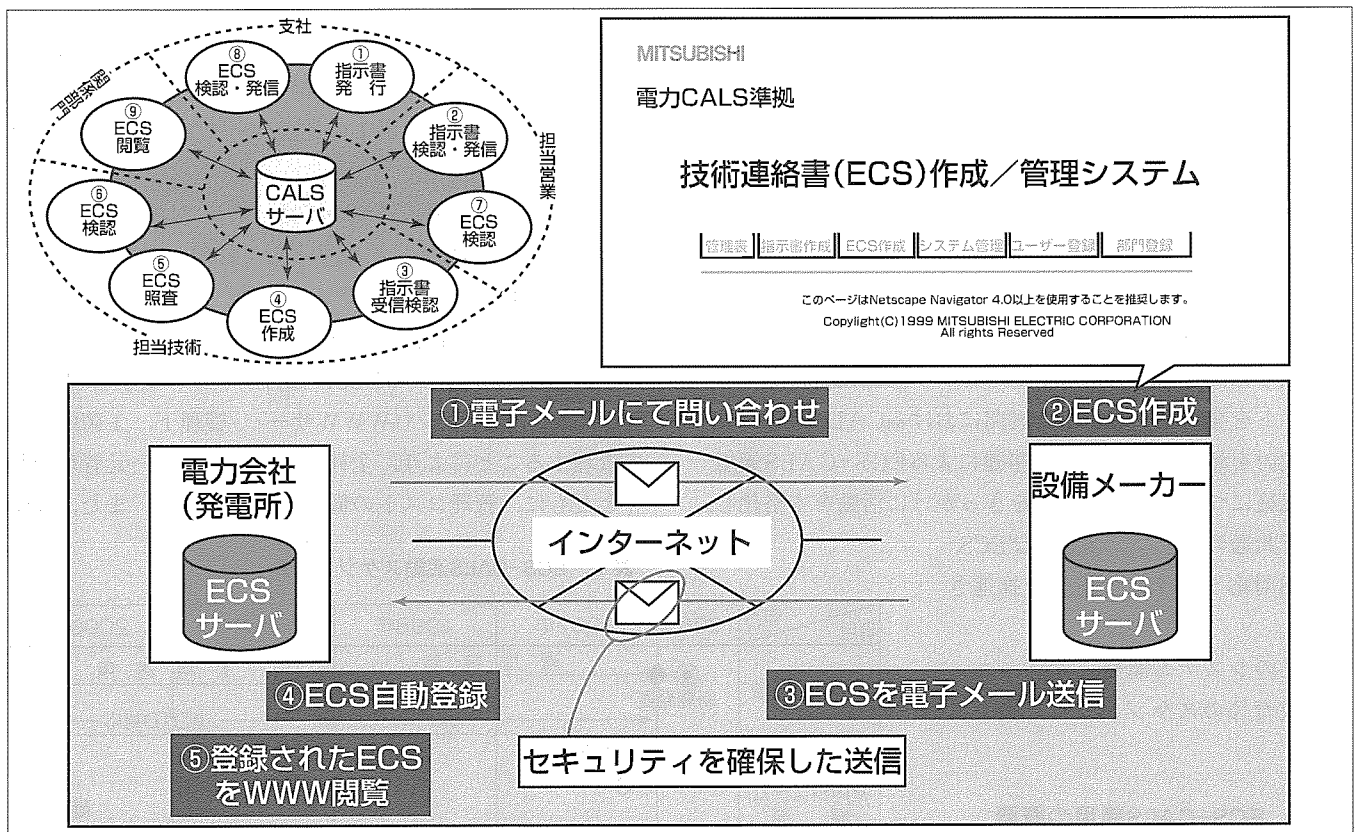 支社
関係部門
担当営業
担当技術
①
指示書
発 行
②
指示書
検認・発信
③
指示書
受信検認
④
ECS
作成
⑤
ECS
照査
⑥
ECS
検認
⑦
ECS
検認
⑧
ECS
検認・発信
⑨
ECS
閲覧
CALS
サーバ
MITSUBISHI
電力CALS準拠
技術連絡書(ECS)作成／管理システム
管理表 指示書作成 ECS作成 システム管理 ユーザー登録 部門登録
このページはNetscape Navigator 4.0以上を使用することを推奨します。
Copylight(C)1999 MITSUBISHI ELECTRIC CORPORATION
All rights Reserved
①電子メールにて問い合わせ
②ECS作成
電力会社
(発電所)
ECS
サーバ
インターネット
設備メーカー
ECS
サーバ
④ECS自動登録
③ECSを電子メール送信
⑤登録されたECS
をWWW閲覧
セキュリティを確保した送信